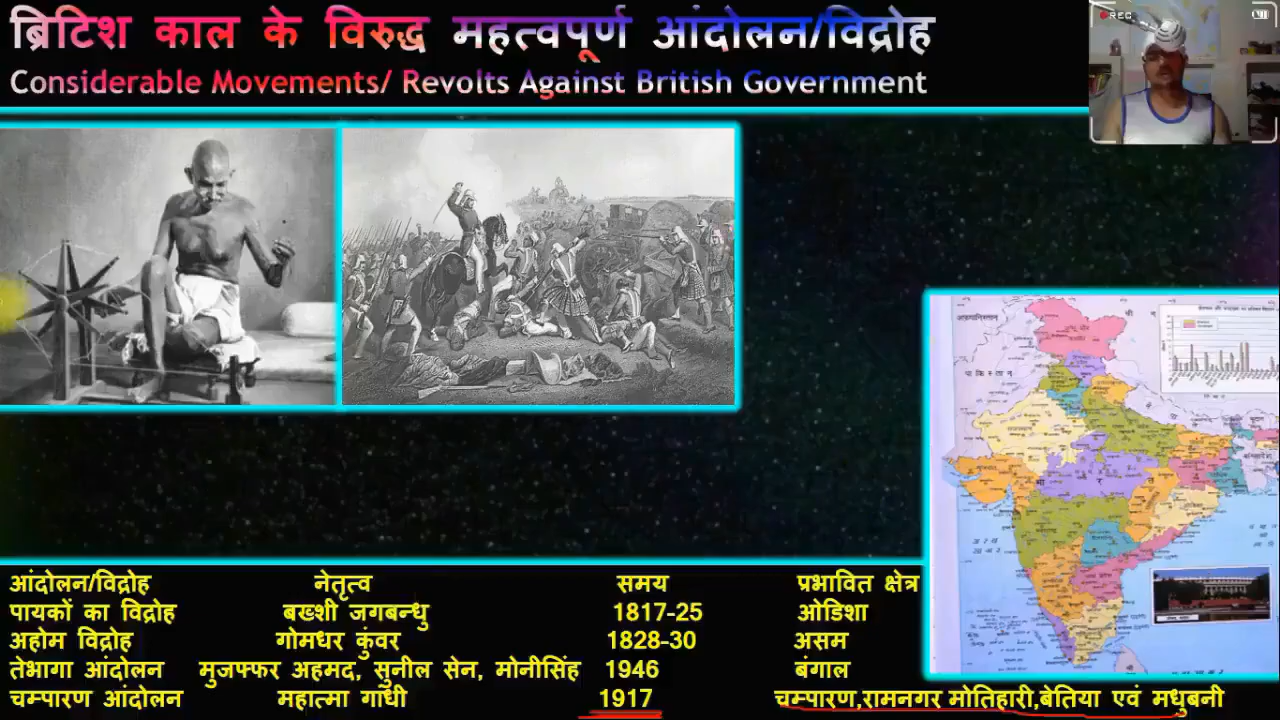 ब्रिटिश काल के विरुद्ध महत्वपूर्ण आंदोलन/विद्रोह
Considerable Movements/ Revolts Against British Government
REC
अफ़ग़ानिस्तान
पा कि स्ता न
आंदोलन/विद्रोह नेतृत्व समय प्रभावित क्षेत्र
पायकों का विद्रोह बख्शी जगबन्धु 1817-25 ओडिशा
अहोम विद्रोह गोमधर कुंवर 1828-30 असम
तेभागा आंदोलन मुजफ्फर अहमद, सुनील सेन, मोनीसिंह 1946 बंगाल
चम्पारण आंदोलन महात्मा गांधी 1917 चम्पारण,रामनगर मोतिहारी,बेतिया एवं मधुबनी